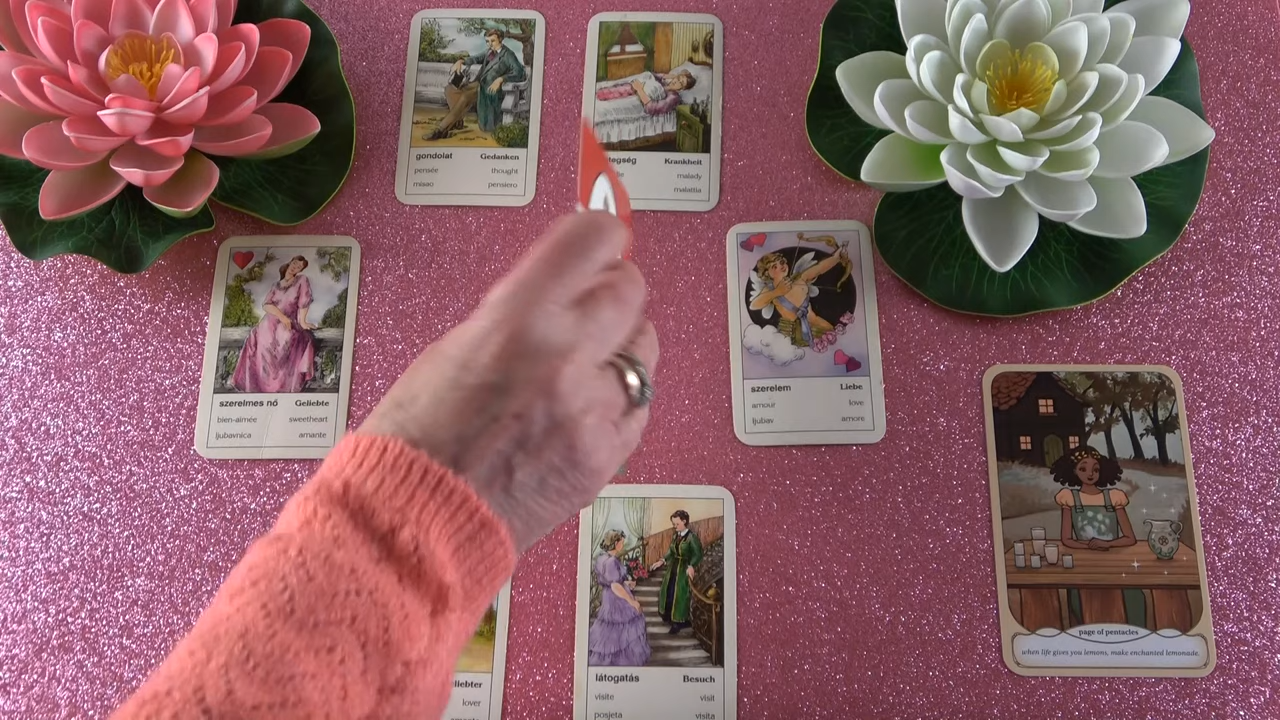 gondolat Gedanken
pensée thought
misao pensiero
Krankheit
malady
malattia
szerelmes nő Geliebte
bien-aimée sweetheart
ljubavnica amante
szerelem Liebe
amour love
ljubav amore
látogatás Besuch
visite visit
posjeta visita
lover
page of pentacles
when life gives you lemons, make enchanted lemonade.